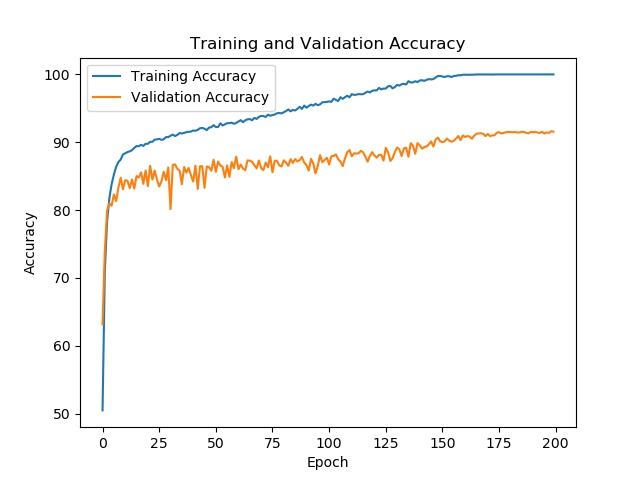 Training and Validation Accuracy
Training Accuracy
Validation Accuracy
100
90
80
70
60
50
Accuracy
0 25 50 75 100 125 150 175 200
Epoch